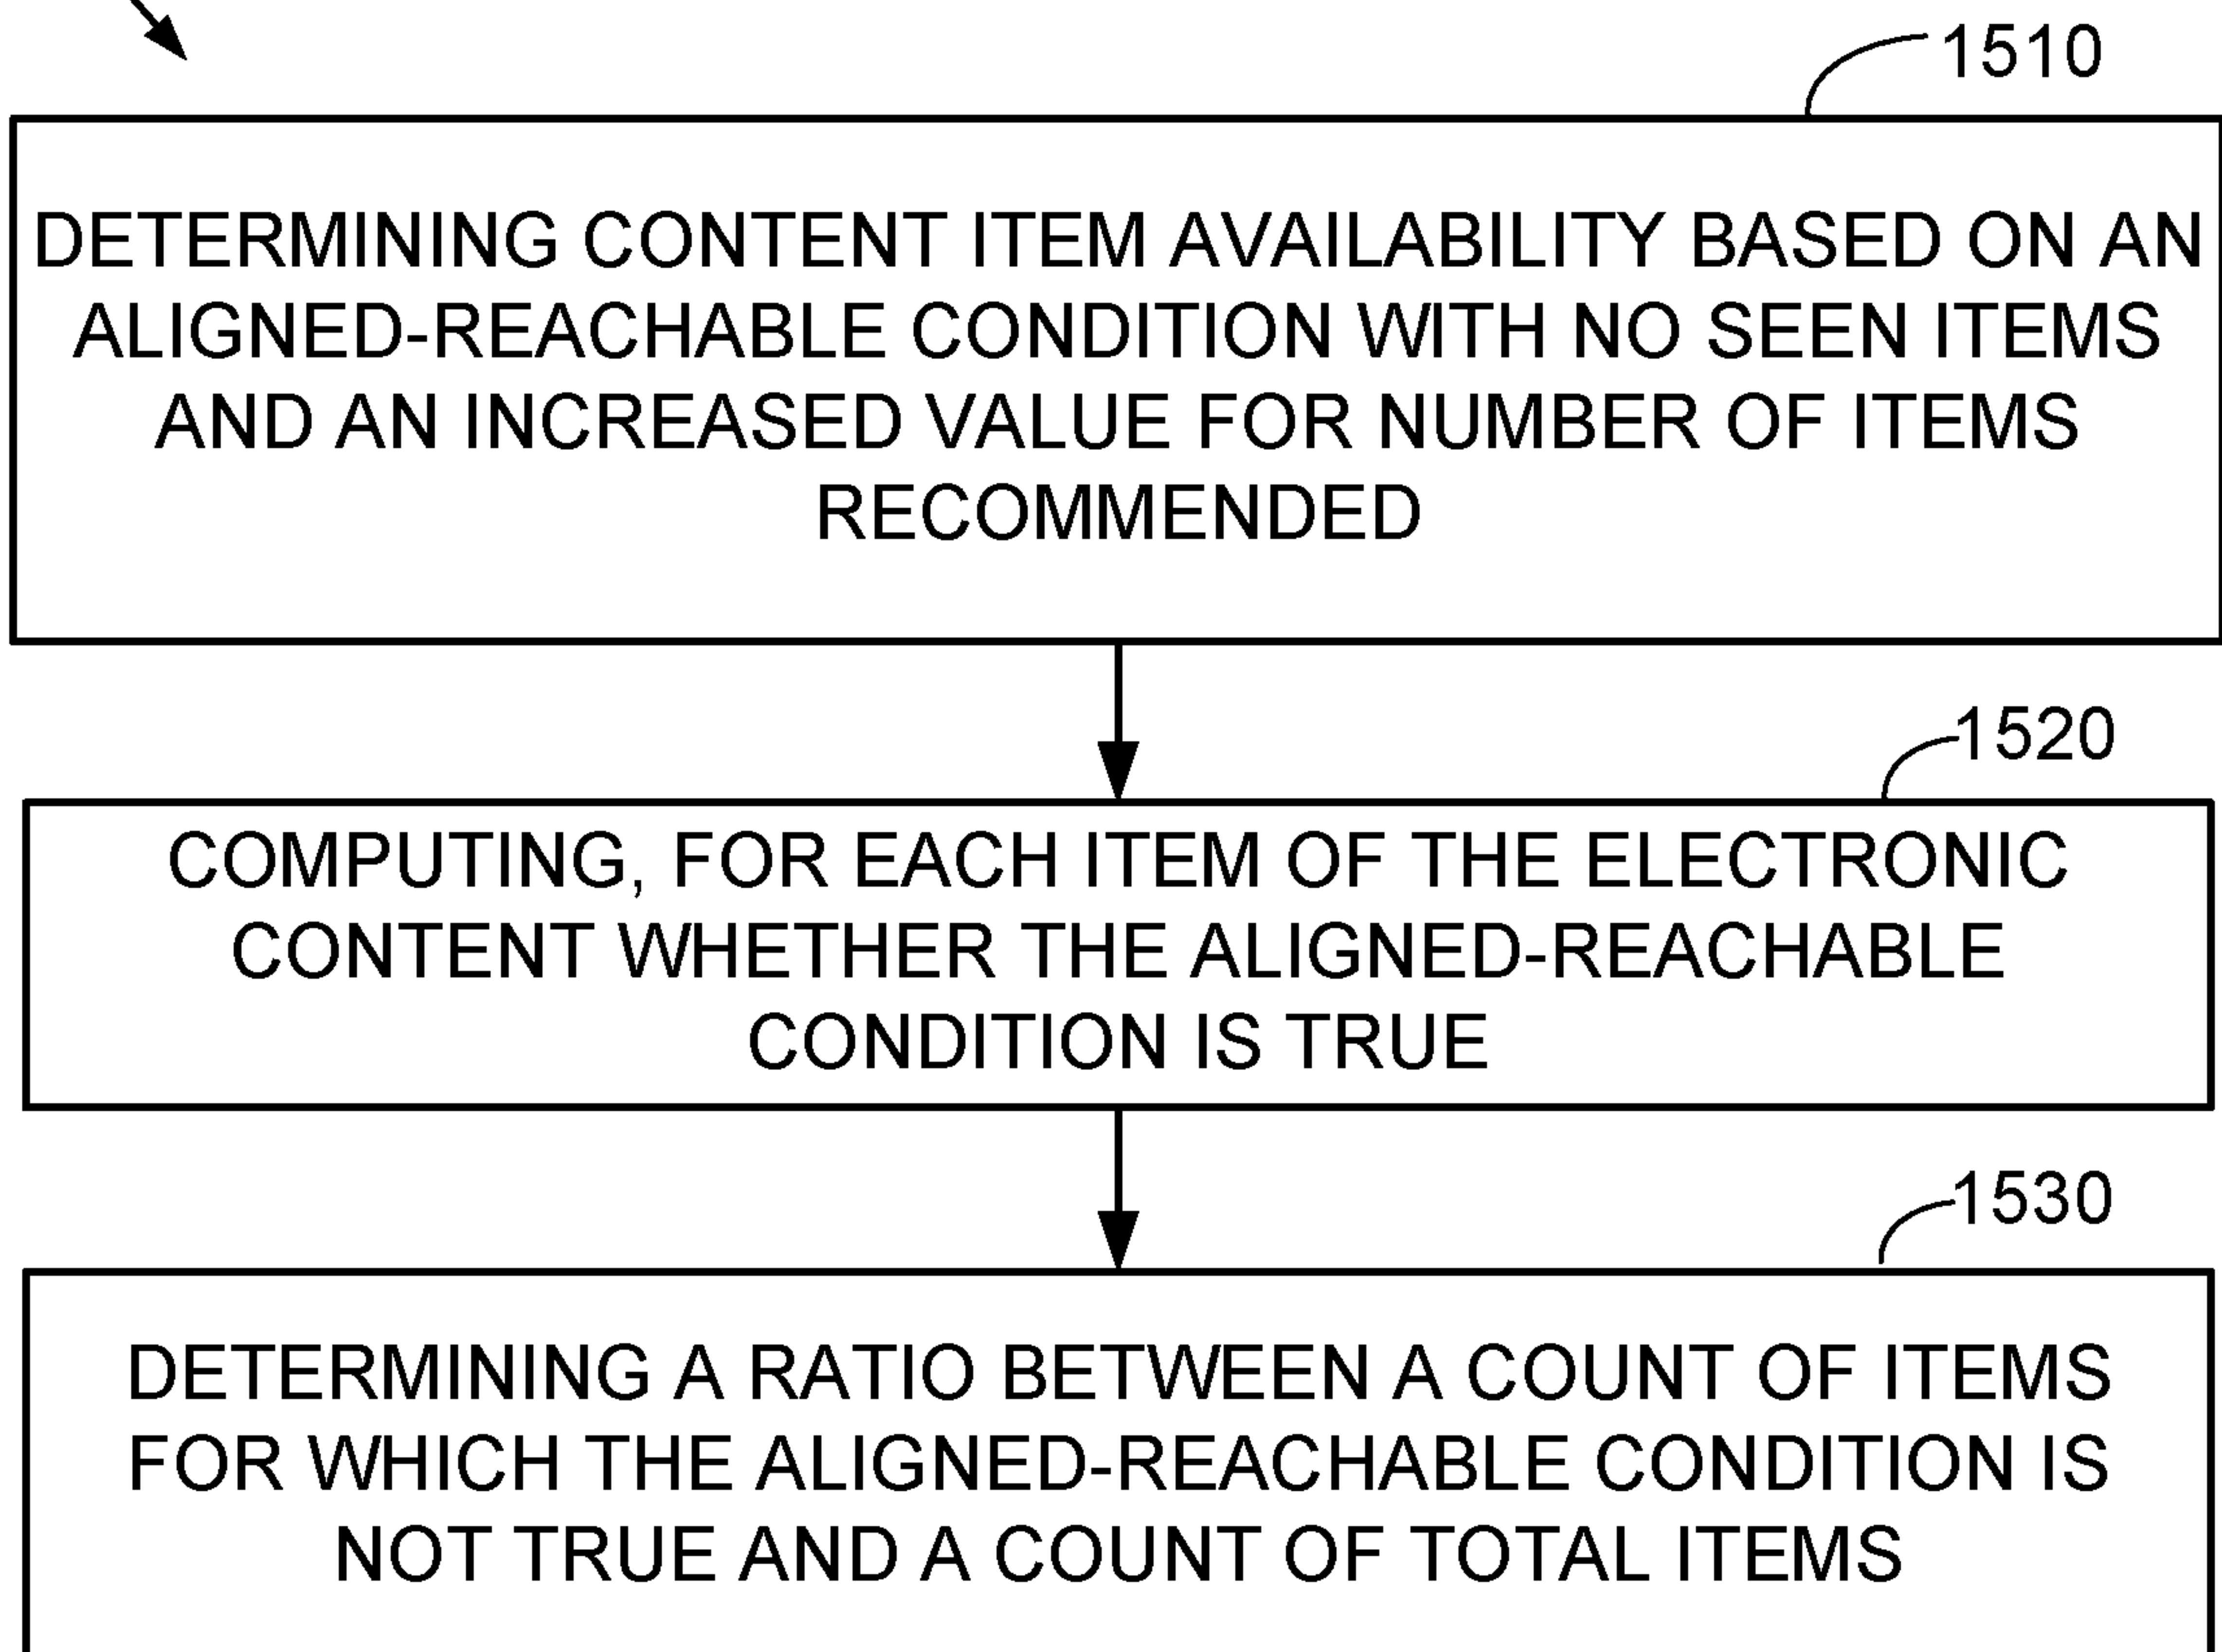 1510
DETERMINING CONTENT ITEM AVAILABILITY BASED ON AN
ALIGNED-REACHABLE CONDITION WITH NO SEEN ITEMS
AND AN INCREASED VALUE FOR NUMBER OF ITEMS
RECOMMENDED
1520
COMPUTING, FOR EACH ITEM OF THE ELECTRONIC
CONTENT WHETHER THE ALIGNED-REACHABLE
CONDITION IS TRUE
1530
DETERMINING A RATIO BETWEEN A COUNT OF ITEMS
FOR WHICH THE ALIGNED-REACHABLE CONDITION IS
NOT TRUE AND A COUNT OF TOTAL ITEMS